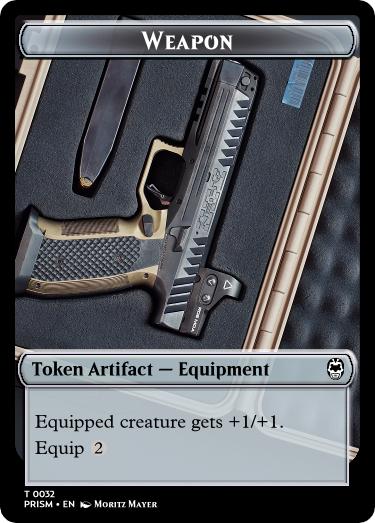 Weapon
Token Artifact — Equipment
Equipped creature gets +1/+1.
Equip 2
T 0032
PRISM • EN Moritz Mayer